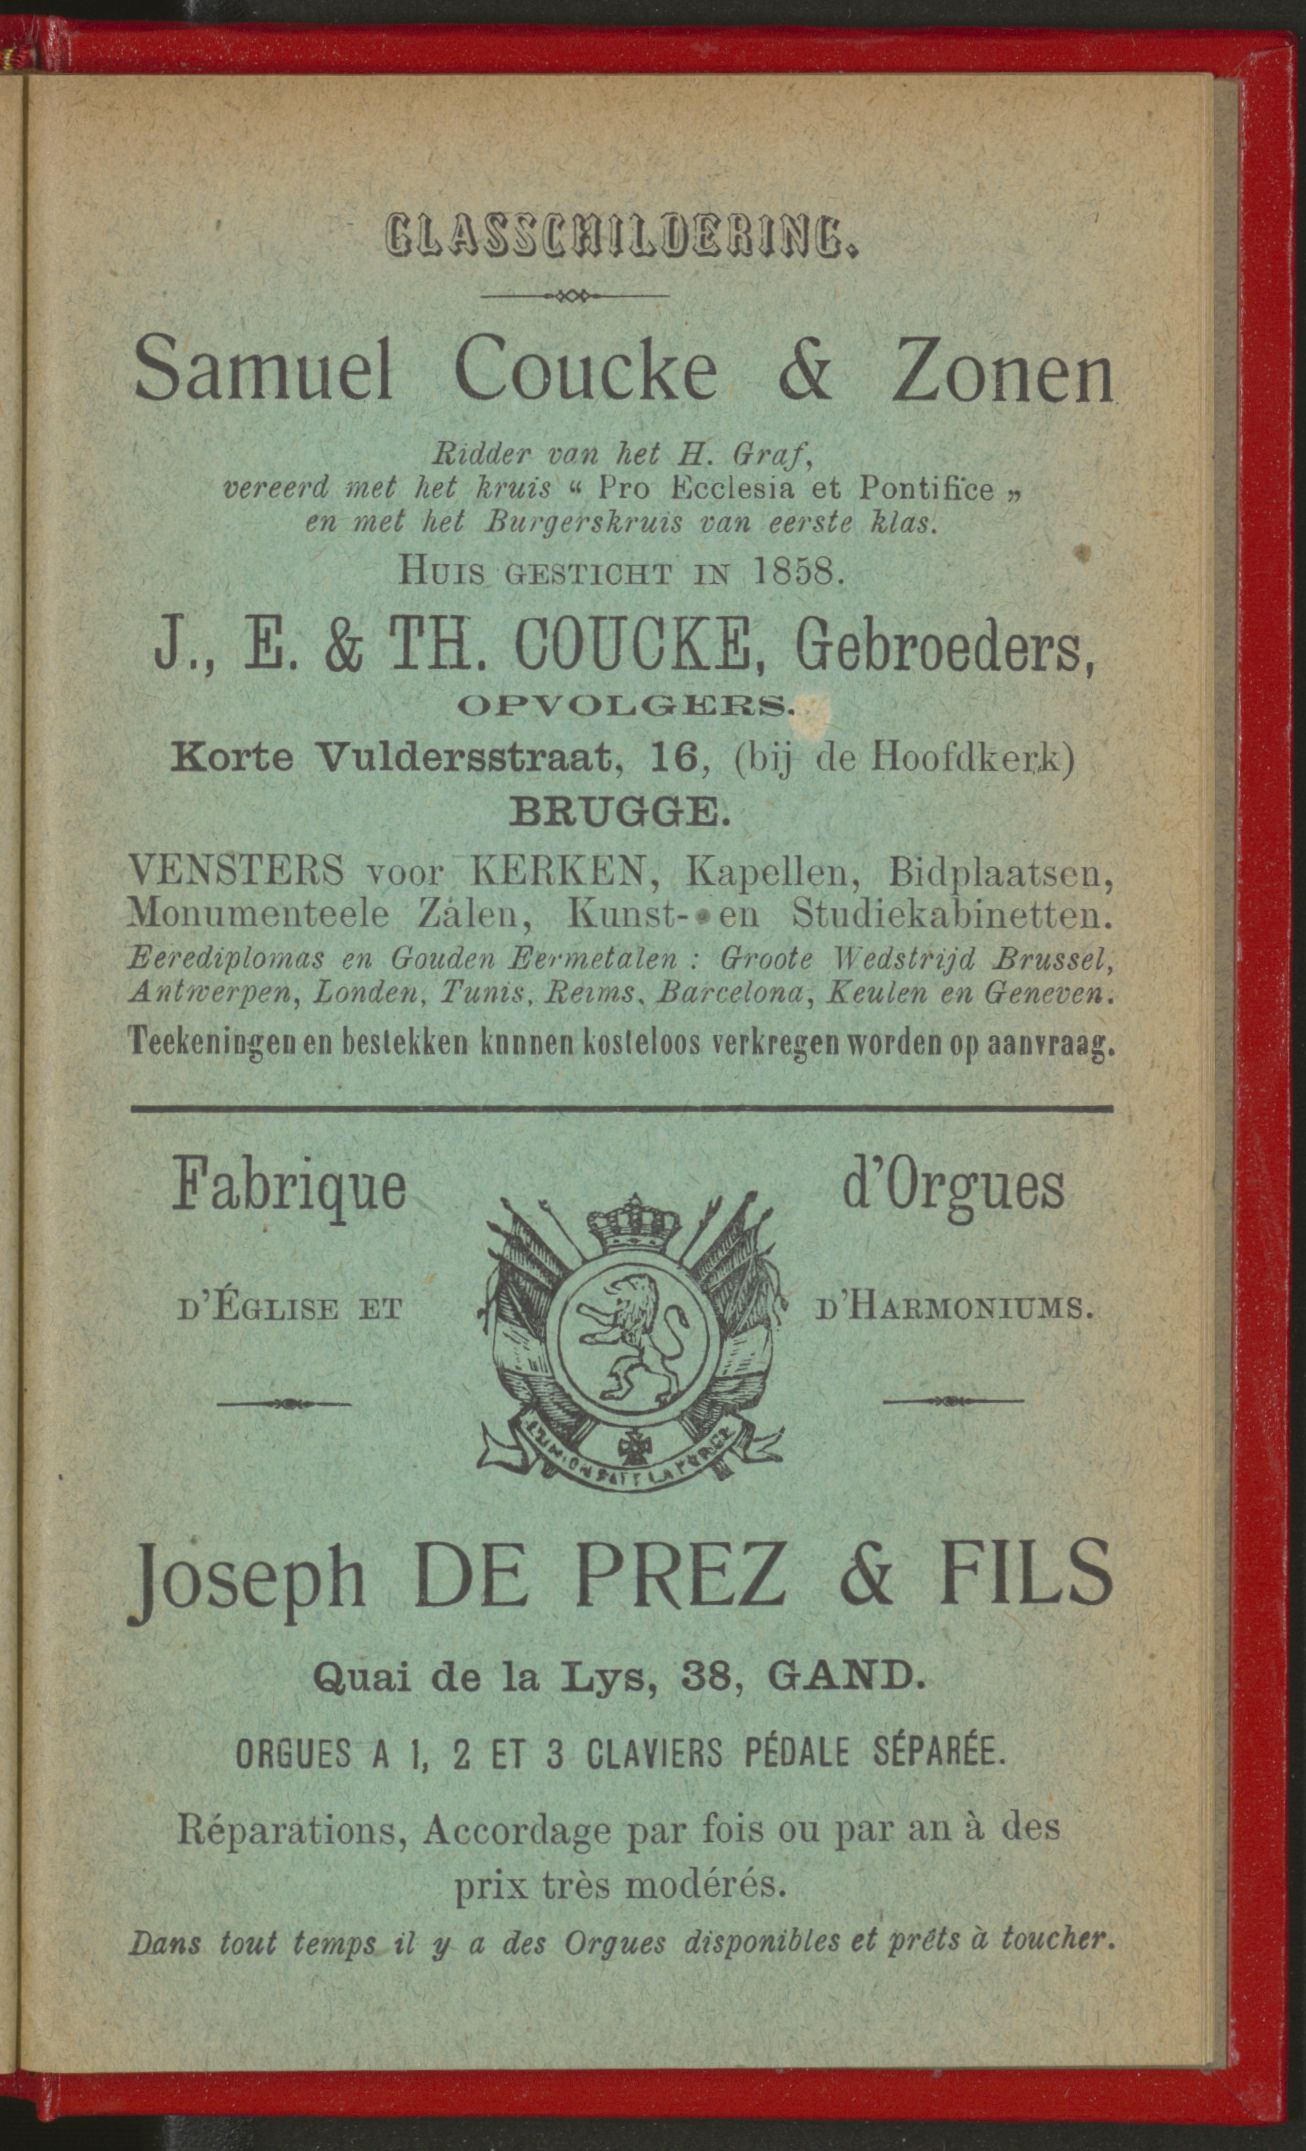 GLASSCHILDERING.
Samuel Coucke & Zonen
Ridder van het H. Graf,
vereerd met het kruis “ Pro Ecclesia et Pontifice „
en met het Burgerskruis van eerste klas.
HUIS GESTICHT IN 1858.
J., E. & TH. COUCKE, Gebroeders,
OPVOLGERS.
Korte Vuldersstraat, 16, (bij de Hoofdkerk)
BRUGGE.
VENSTERS voor KERKEN, Kapellen, Bidplaatsen,
Monumenteele Zalen, Kunst- en Studiekabinetten.
Eerediplomas en Gouden Eermetalen : Groote Wedstrijd Brussel,
Antwerpen, Londen, Tunis, Reims, Barcelona, Keulen en Geneven.
Teekeningen en bestekken knnnen kosteloos verkregen worden op aanvraag.
Fabrique d'Orgues
D'ÉGLISE ET D'HARMONIUMS.
L'UNION FAIT LA FORCE
Joseph DE PREZ & FILS
Quai de la Lys, 38, GAND.
ORGUES A 1, 2 ET 3 CLAVIERS PÉDALE SÉPARÉE.
Réparations, Accordage par fois ou par an à des
prix très modérés.
Dans tout temps il y a des Orgues disponibles et prêts à toucher.